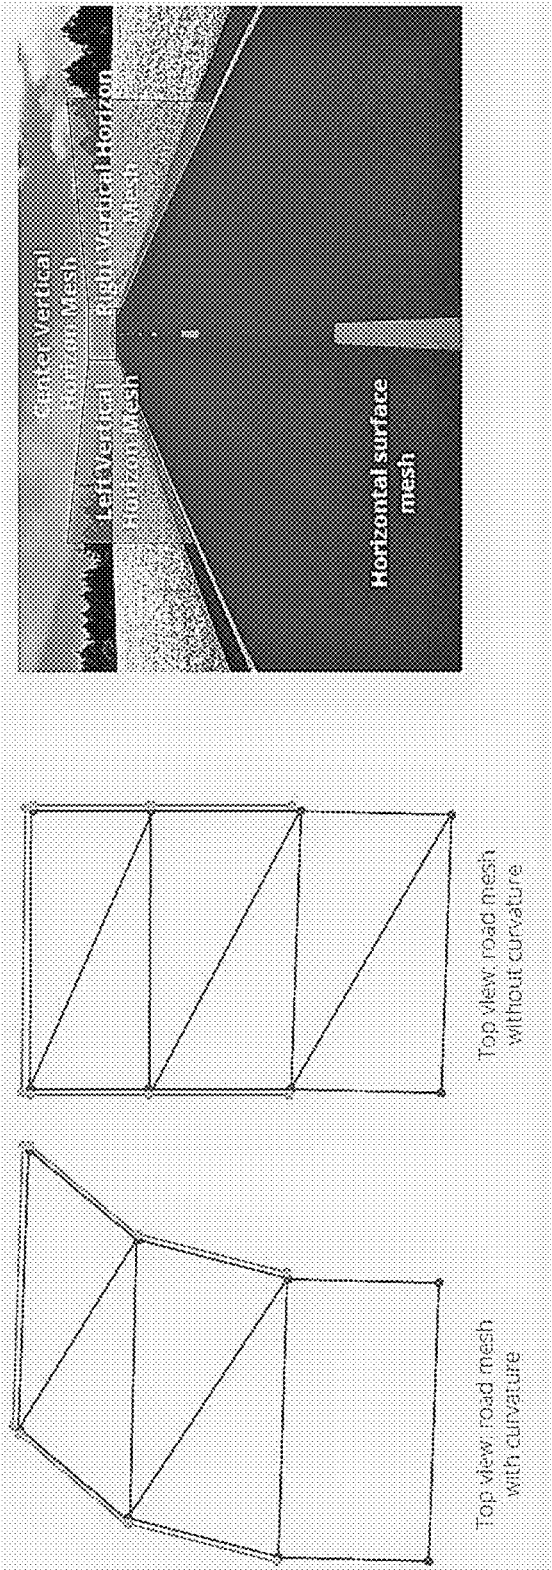 Center Vertical
Horizon Mesh
Left Vertical
Horizon Mesh
Right Vertical Horizon
Mesh
Horizontal surface
mesh
Top view, road mesh
without curvature
Top view, road mesh
with curvature